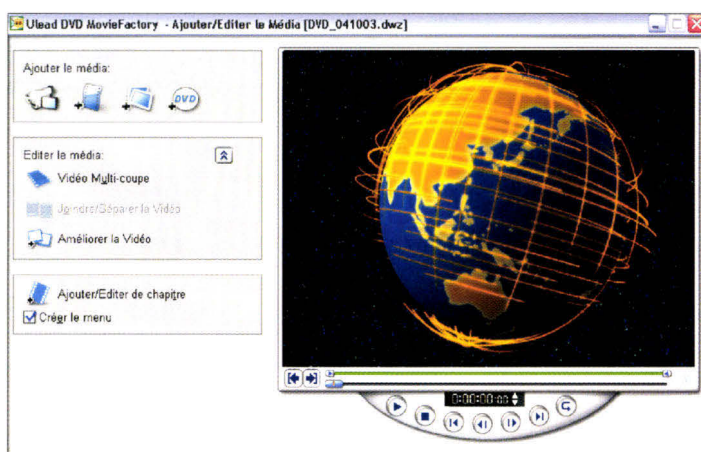 Ulead DVD MovieFactory - Ajouter/Editer le Média [DVD_041003.dwz]
Ajouter le média:
DVD
Editer le média:
Vidéo Multi-coupe
Joindre/Séparer la Vidéo
Améliorer la Vidéo
Ajouter/Editer de chapitre
Créer le menu
0:00:00:00